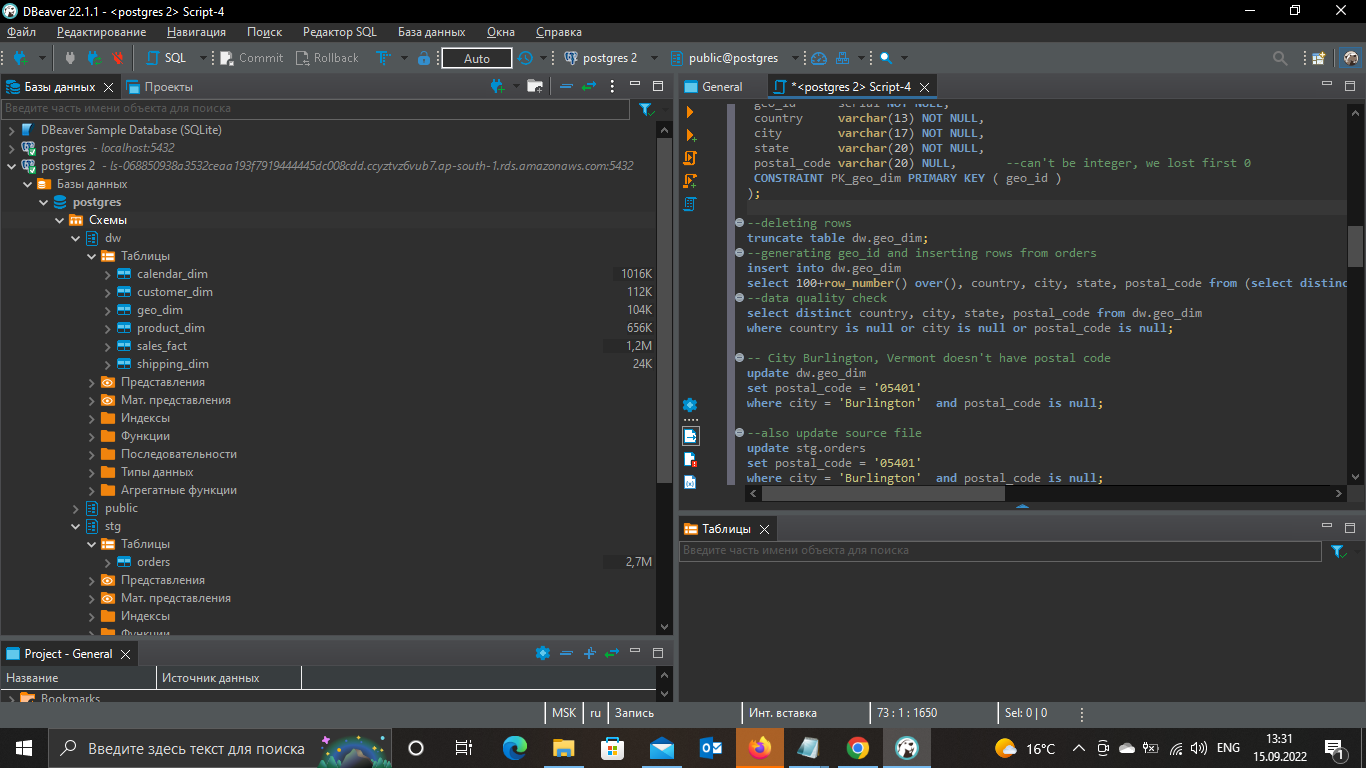 DBeaver 22.1.1 - <postgres 2> Script-4
Файл Редактирование Навигация Поиск Редактор SQL База данных Окна Справка
SQL Commit Rollback Auto postgres 2 public@postgres
Базы данных Проекты
Введите часть имени объекта для поиска
DBeaver Sample Database (SQLite)
postgres - localhost:5432
postgres 2 - ls-068850938a3532ceaa193f7919444445dc008cdd.ccyztvz6vub7.ap-south-1.rds.amazonaws.com:5432
Базы данных
postgres
Схемы
dw
Таблицы
calendar_dim 1016K
customer_dim 112K
geo_dim 104K
product_dim 656K
sales_fact 1,2M
shipping_dim 24K
Представления
Мат. представления
Индексы
Функции
Последовательности
Типы данных
Агрегатные функции
public
stg
Таблицы
orders 2,7M
Представления
Мат. представления
Индексы
Функции
Project - General
Название Источник данных
Bookmarks
General *<postgres 2> Script-4
geo_id serial NOT NULL,
country varchar(13) NOT NULL,
city varchar(17) NOT NULL,
state varchar(20) NOT NULL,
postal_code varchar(20) NULL, --can't be integer, we lost first 0
CONSTRAINT PK_geo_dim PRIMARY KEY ( geo_id )
);
--deleting rows
truncate table dw.geo_dim;
--generating geo_id and inserting rows from orders
insert into dw.geo_dim
select 100+row_number() over(), country, city, state, postal_code from (select distinc
--data quality check
select distinct country, city, state, postal_code from dw.geo_dim
where country is null or city is null or postal_code is null;
-- City Burlington, Vermont doesn't have postal code
update dw.geo_dim
set postal_code = '05401'
where city = 'Burlington' and postal_code is null;
--also update source file
update stg.orders
set postal_code = '05401'
where city = 'Burlington' and postal_code is null;
Таблицы
Введите часть имени объекта для поиска
MSK ru Запись Инт. вставка 73 : 1 : 1650 Sel: 0 | 0
Введите здесь текст для поиска
16°C ENG 13:31
15.09.2022 1